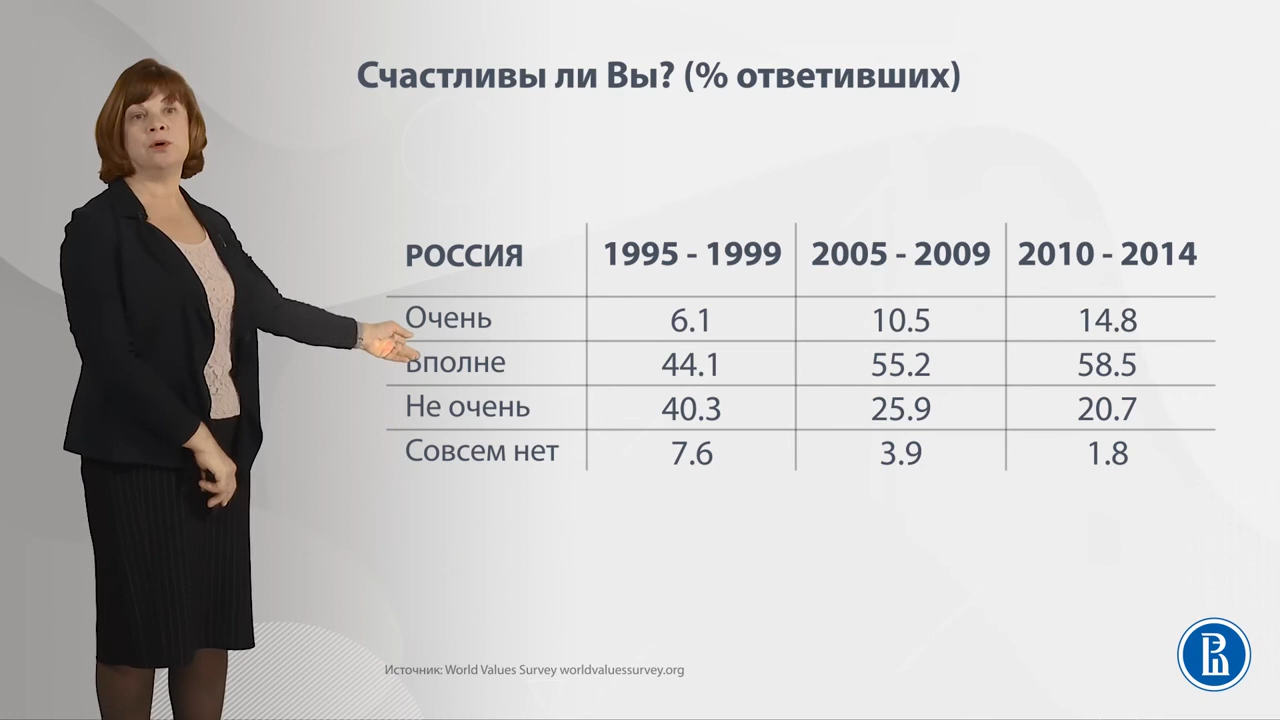 Счастливы ли Вы? (% ответивших)
РОССИЯ 1995 - 1999 2005 - 2009 2010 - 2014
Очень 6.1 10.5 14.8
Вполне 44.1 55.2 58.5
Не очень 40.3 25.9 20.7
Совсем нет 7.6 3.9 1.8
Источник: World Values Survey worldvaluessurvey.org